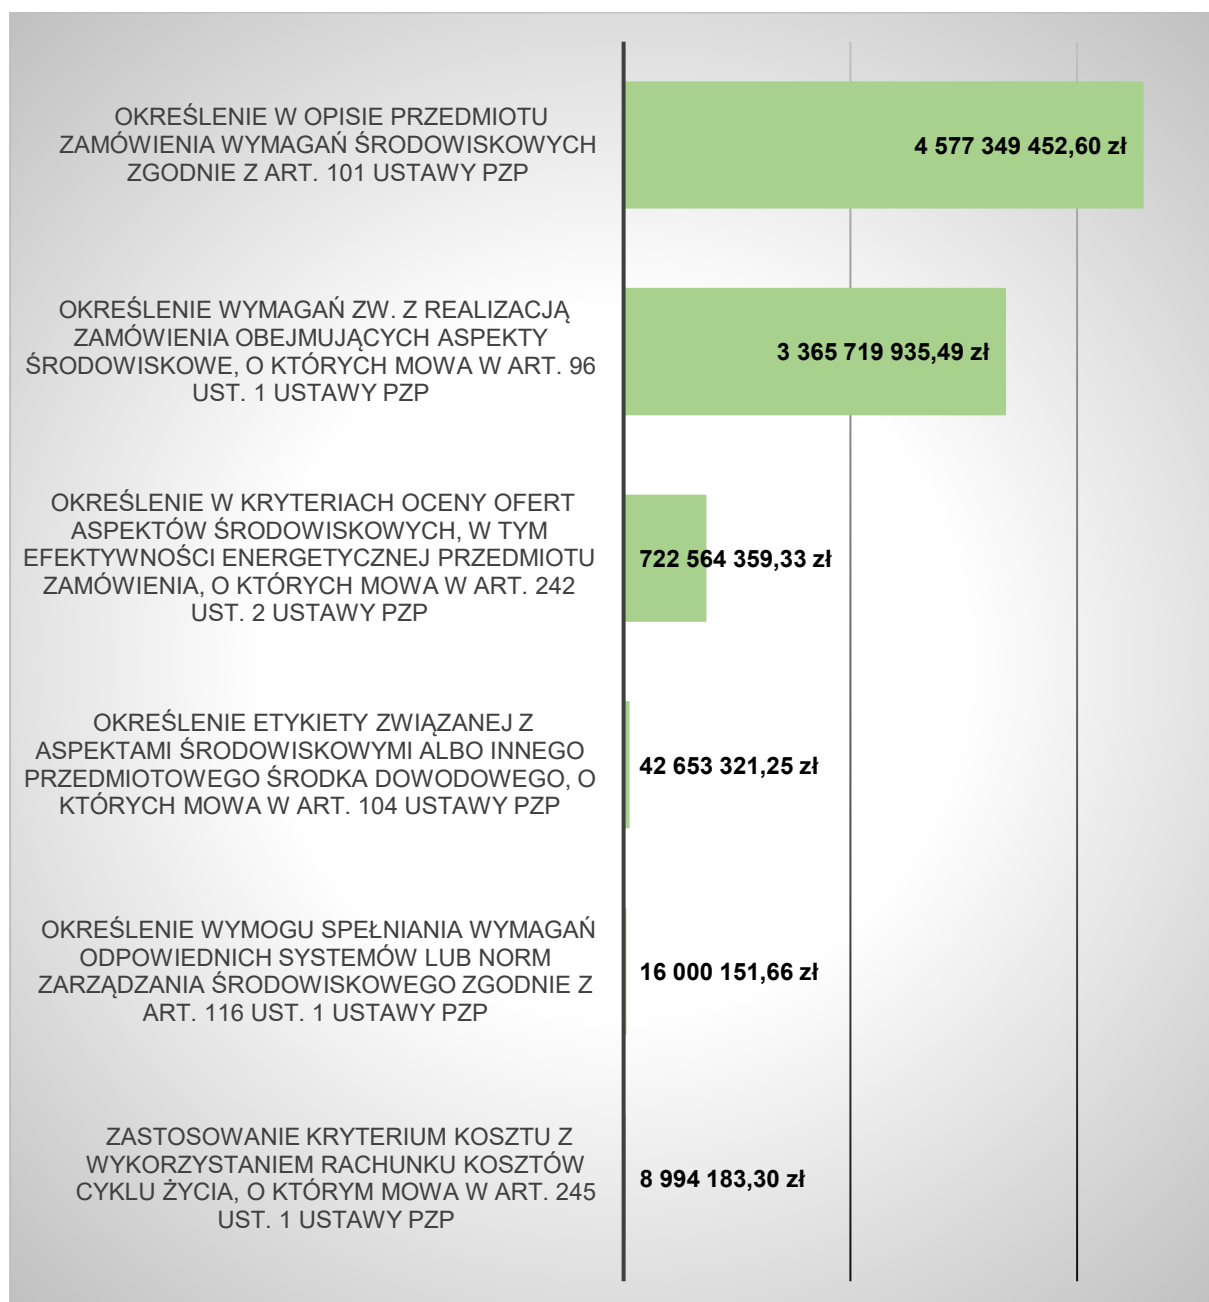 OKREŚLENIE W OPISIE PRZEDMIOTU
ZAMÓWIENIA WYMAGAŃ ŚRODOWISKOWYCH
ZGODNIE Z ART. 101 USTAWY PZP
4 577 349 452,60 zł
OKREŚLENIE WYMAGAŃ ZW. Z REALIZACJĄ
ZAMÓWIENIA OBEJMUJĄCYCH ASPEKTY
ŚRODOWISKOWE, O KTÓRYCH MOWA W ART. 96
UST. 1 USTAWY PZP
3 365 719 935,49 zł
OKREŚLENIE W KRYTERIACH OCENY OFERT
ASPEKTÓW ŚRODOWISKOWYCH, W TYM
EFEKTYWNOŚCI ENERGETYCZNEJ PRZEDMIOTU
ZAMÓWIENIA, O KTÓRYCH MOWA W ART. 242
UST. 2 USTAWY PZP
722 564 359,33 zł
OKREŚLENIE ETYKIETY ZWIĄZANEJ Z
ASPEKTAMI ŚRODOWISKOWYMI ALBO INNEGO
PRZEDMIOTOWEGO ŚRODKA DOWODOWEGO, O
KTÓRYCH MOWA W ART. 104 USTAWY PZP
42 653 321,25 zł
OKREŚLENIE WYMOGU SPEŁNIANIA WYMAGAŃ
ODPOWIEDNICH SYSTEMÓW LUB NORM
ZARZĄDZANIA ŚRODOWISKOWEGO ZGODNIE Z
ART. 116 UST. 1 USTAWY PZP
16 000 151,66 zł
ZASTOSOWANIE KRYTERIUM KOSZTU Z
WYKORZYSTANIEM RACHUNKU KOSZTÓW
CYKLU ŻYCIA, O KTÓRYM MOWA W ART. 245
UST. 1 USTAWY PZP
8 994 183,30 zł